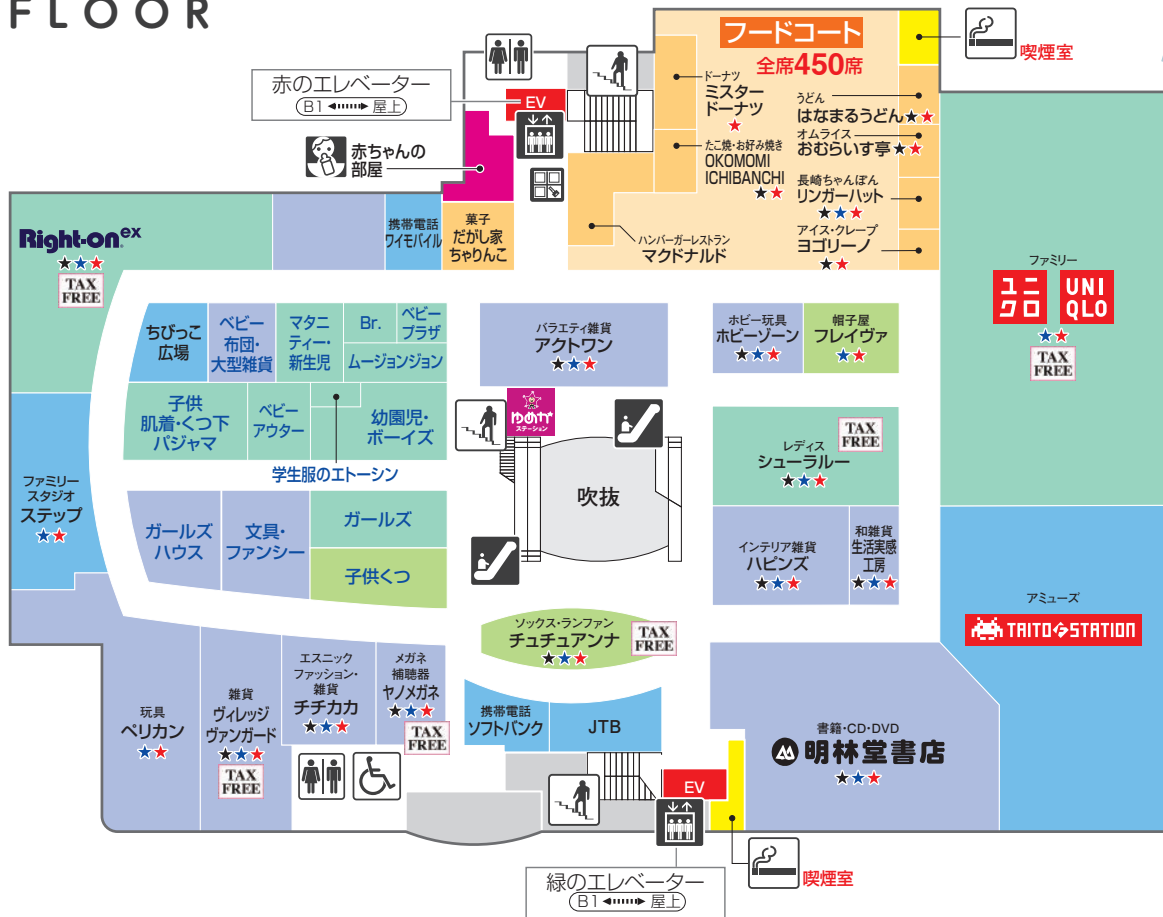 FLOOR
フードコート
全席450席
喫煙室
赤のエレベーター
B1 屋上
EV
ドーナツ
ミスター
ドーナツ
★
うどん
はなまるうどん★★
オムライス
おむらいす亭★★
たこ焼・お好み焼き
OKOMOMI
ICHIBANCHI
★★
長崎ちゃんぽん
リンガーハット
★★★
アイス・クレープ
ヨゴリーノ
★★
ハンバーガーレストラン
マクドナルド
赤ちゃんの
部屋
Right-on ex
★★★
TAX
FREE
携帯電話
ワイモバイル
菓子
だがし家
ちゃりんこ
ファミリー
ユニ
クロ
UNI
QLO
★★
TAX
FREE
ちびっこ
広場
ベビー
布団・
大型雑貨
マタニ
ティー・
新生児
Br.
ベビー
プラザ
ムージョンジョン
バラエティ雑貨
アクトワン
★★★
ホビー玩具
ホビーゾーン
★★★
帽子屋
フレイヴァ
★★
子供
肌着・くつ下
パジャマ
ベビー
アウター
幼園児・
ボーイズ
学生服のエトーシン
ゆめか
ステーション
吹抜
レディス
シューラルー
★★★
TAX
FREE
ファミリー
スタジオ
ステップ
★★
ガールズ
ハウス
文具・
ファンシー
ガールズ
子供くつ
インテリア雑貨
ハピンズ
★★★
和雑貨
生活実感
工房
★★★
アミューズ
TAITO STATION
ソックス・ランファン
チュチュアンナ
★★★
TAX
FREE
玩具
ペリカン
★★
雑貨
ヴィレッジ
ヴァンガード
★★★
TAX
FREE
エスニック
ファッション・
雑貨
チチカカ
★★★
メガネ
補聴器
ヤノメガネ
★★★
TAX
FREE
携帯電話
ソフトバンク
JTB
書籍・CD・DVD
明林堂書店
★★★
EV
喫煙室
緑のエレベーター
B1 屋上